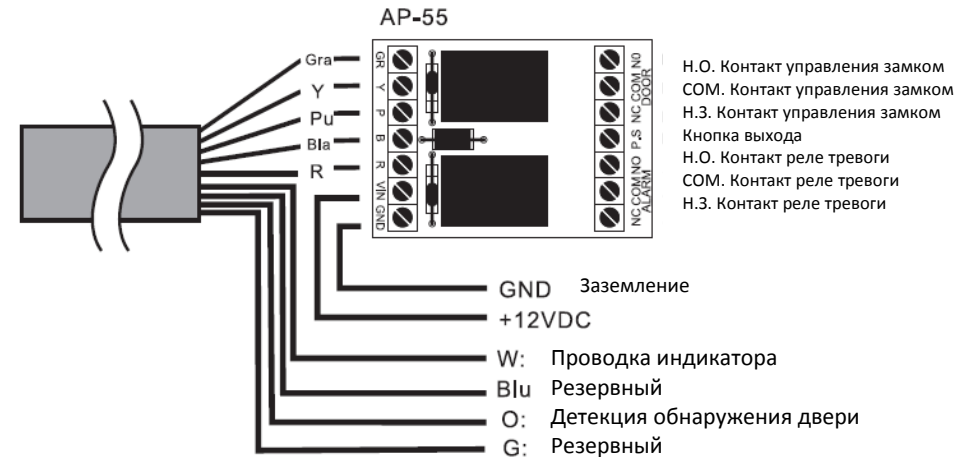 AP-55
Gra
Y
Pu
Bla
R
GR
Y
P
B
R
VIN
GND
NO
COM
NC
DOOR
P.S
NO
COM
NC
ALARM
Н.О. Контакт управления замком
COM. Контакт управления замком
Н.З. Контакт управления замком
Кнопка выхода
Н.О. Контакт реле тревоги
COM. Контакт реле тревоги
Н.З. Контакт реле тревоги
GND Заземление
+12VDC
W: Проводка индикатора
Blu Резервный
O: Детекция обнаружения двери
G: Резервный